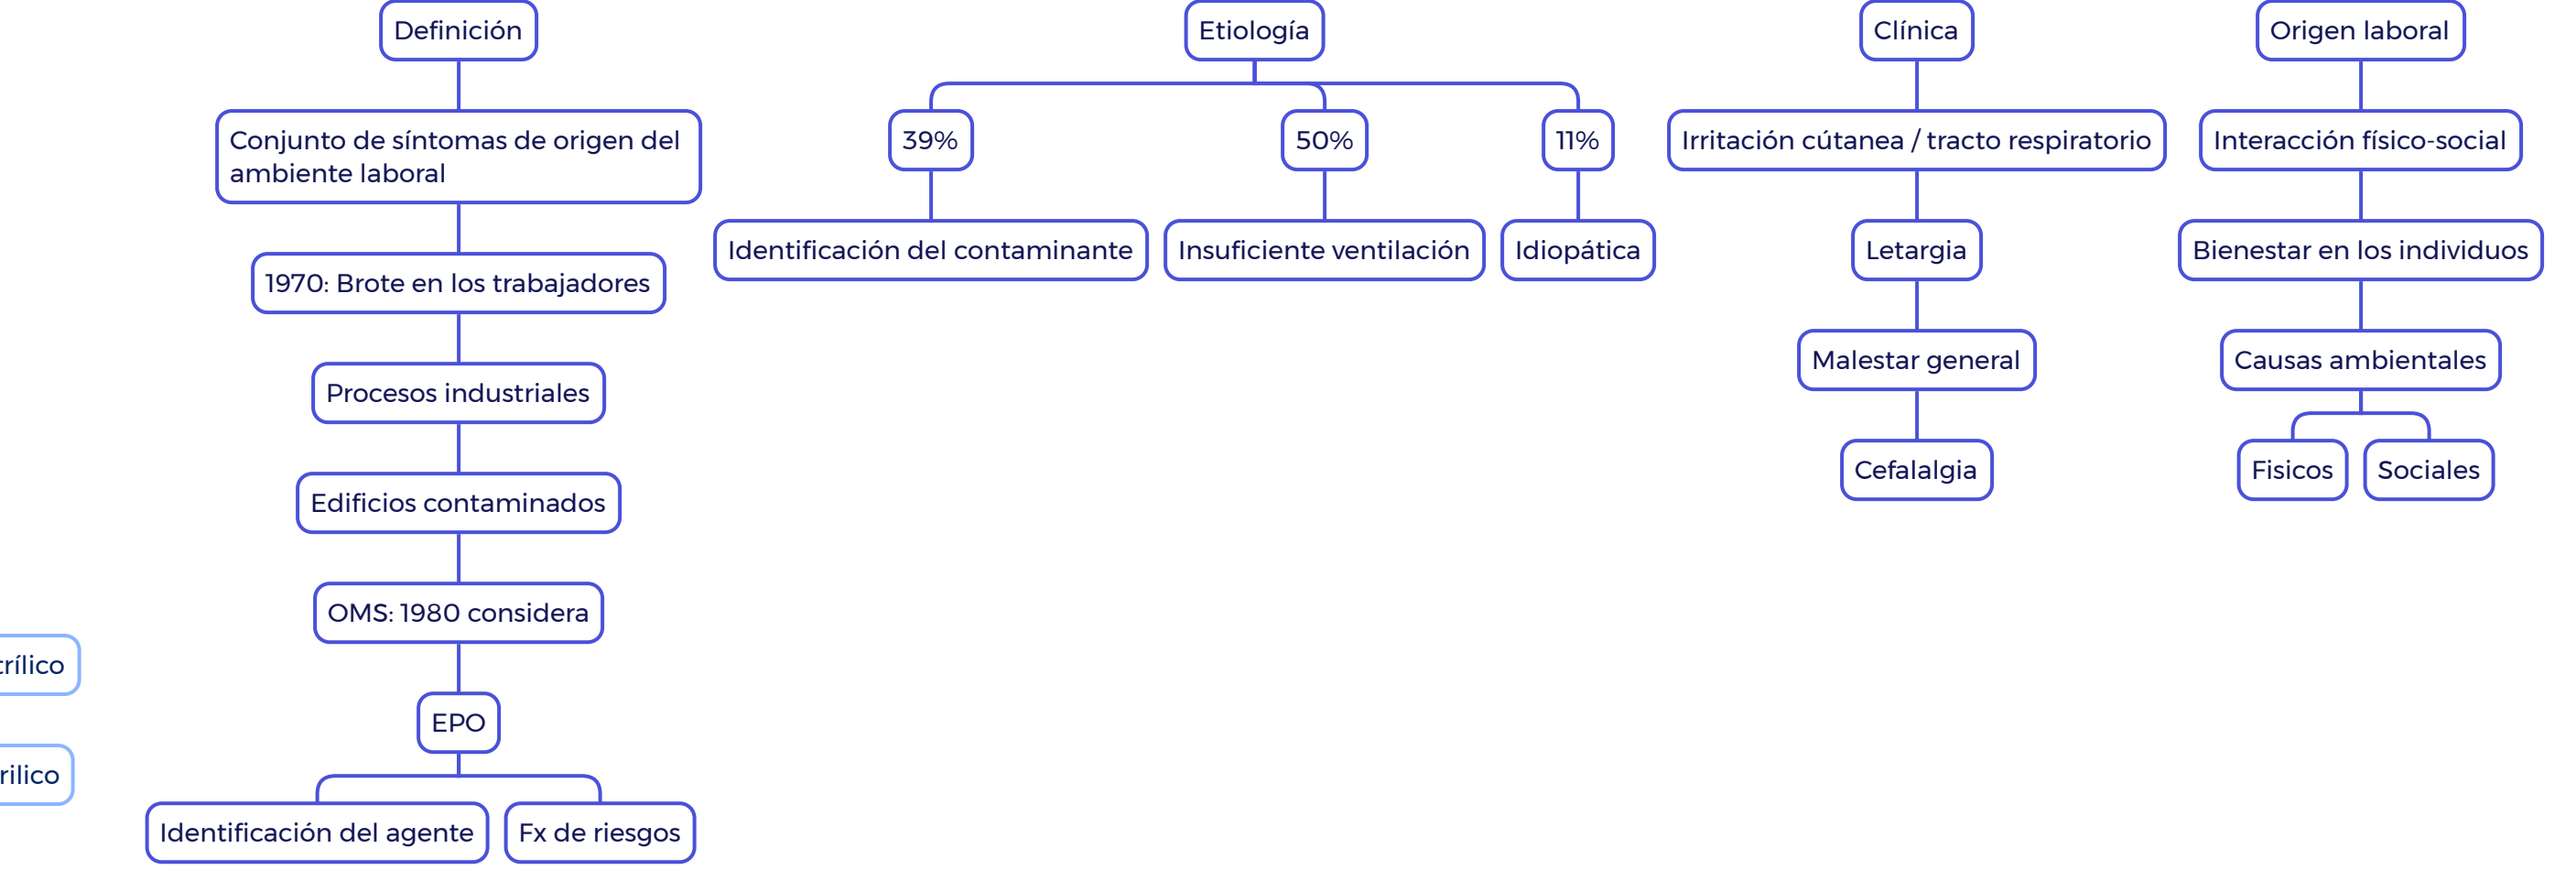 Definición
Conjunto de síntomas de origen del
ambiente laboral
1970: Brote en los trabajadores
Procesos industriales
Edificios contaminados
OMS: 1980 considera
EPO
Identificación del agente
Fx de riesgos
Etiología
39%
Identificación del contaminante
50%
Insuficiente ventilación
11%
Idiopática
Clínica
Irritación cútanea / tracto respiratorio
Letargia
Malestar general
Cefalalgia
Origen laboral
Interacción físico-social
Bienestar en los individuos
Causas ambientales
Fisicos
Sociales